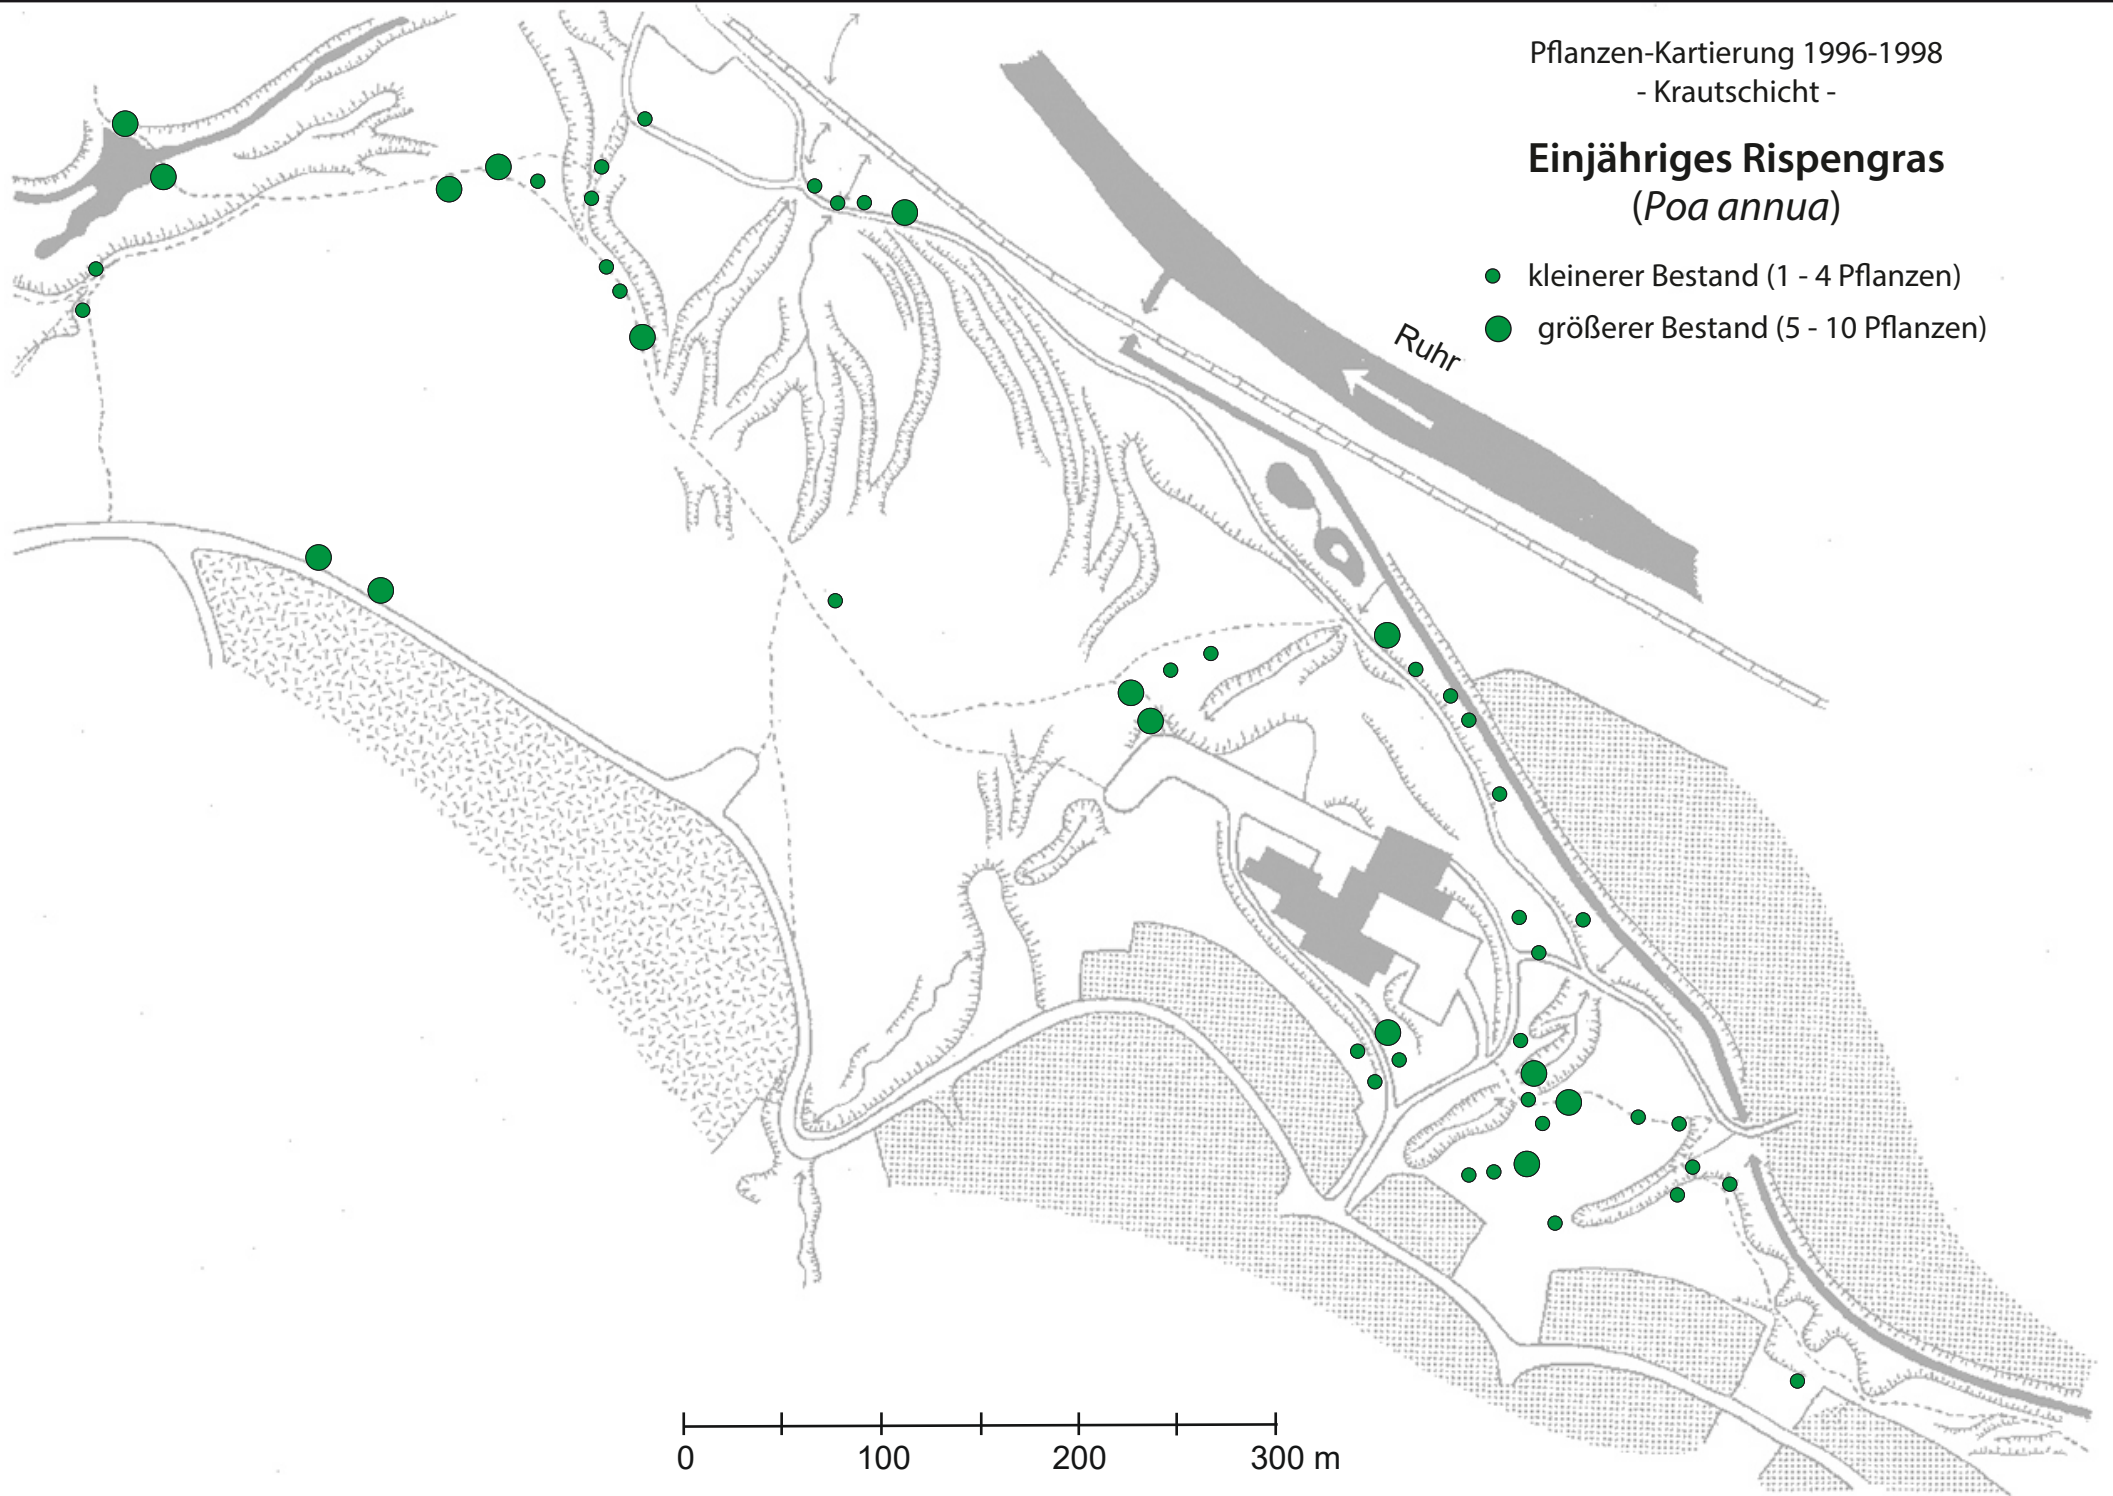 Pflanzen-Kartierung 1996-1998
- Krautschicht -
Einjähriges Rispengras
(Poa annua)
kleinerer Bestand (1 - 4 Pflanzen)
größerer Bestand (5 - 10 Pflanzen)
Ruhr
0 100 200 300 m